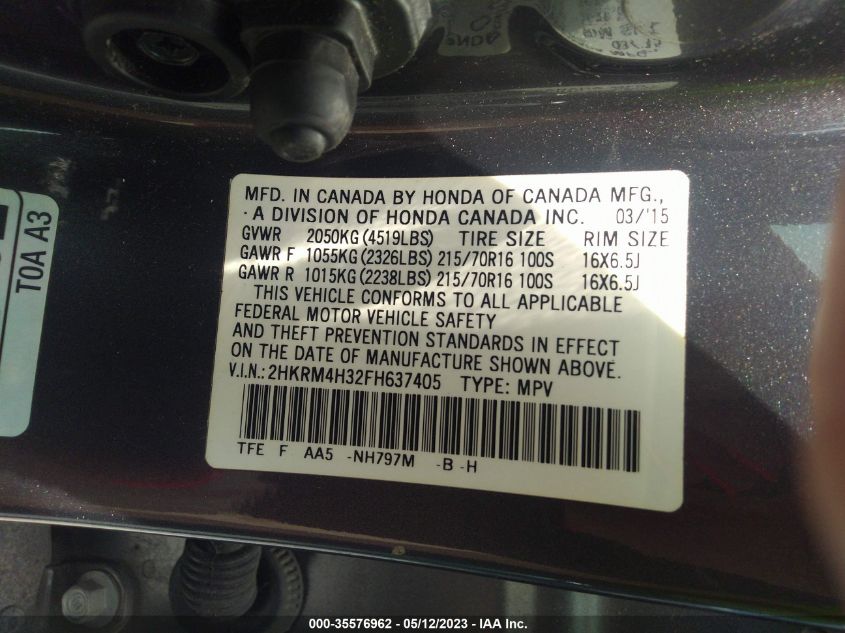 MFD. IN CANADA BY HONDA OF CANADA MFG.,
A DIVISION OF HONDA CANADA INC. 03/'15
GVWR 2050KG (4519LBS) TIRE SIZE RIM SIZE
GAWR F 1055KG (2326LBS) 215/70R16 100S 16X6.5J
GAWR R 1015KG (2238LBS) 215/70R16 100S 16X6.5J
THIS VEHICLE CONFORMS TO ALL APPLICABLE
FEDERAL MOTOR VEHICLE SAFETY
AND THEFT PREVENTION STANDARDS IN EFFECT
ON THE DATE OF MANUFACTURE SHOWN ABOVE.
V.I.N.: 2HKRM4H32FH637405 TYPE: MPV
TFE F AA5 -NH797M -B -H
T0A A3
000-35576962 - 05/12/2023 - IAA Inc.